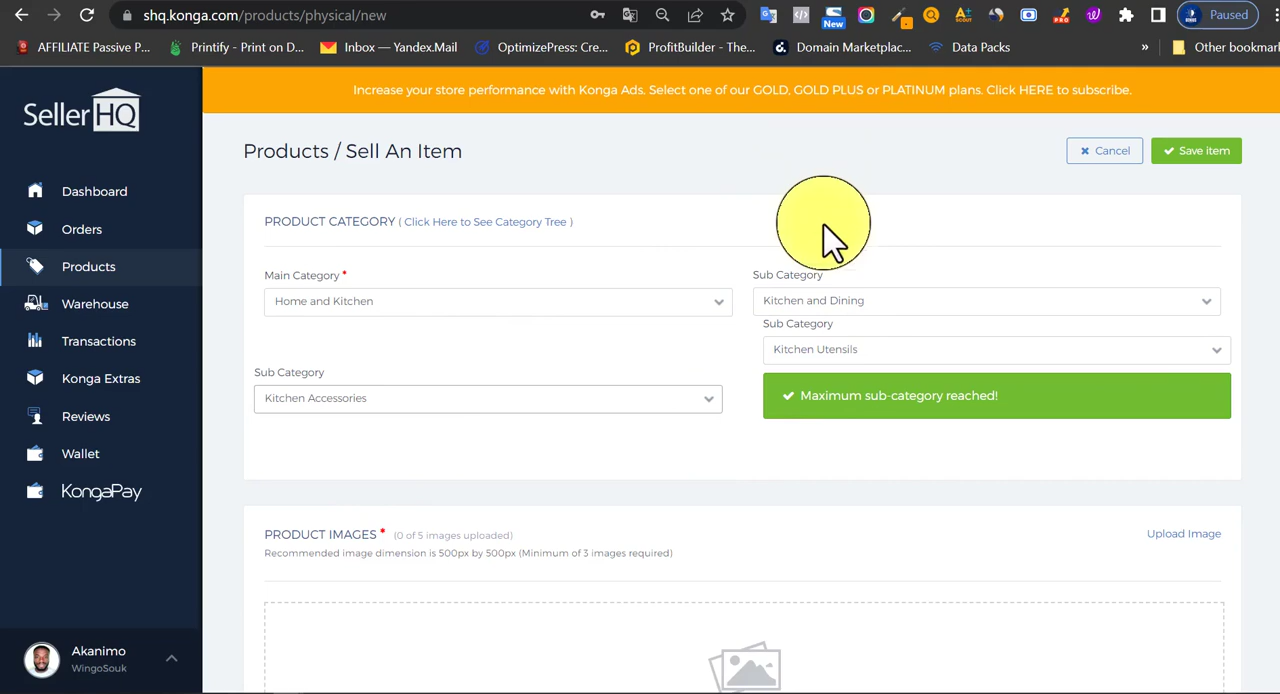 shq.konga.com/products/physical/new
New
PRO
Paused
AFFILIATE Passive P...
Printify - Print on D...
Inbox — Yandex.Mail
OptimizePress: Cre...
ProfitBuilder - The...
Domain Marketplac...
Data Packs
»
Other bookmar
SellerHQ
Increase your store performance with Konga Ads. Select one of our GOLD, GOLD PLUS or PLATINUM plans. Click HERE to subscribe.
Products / Sell An Item
Cancel
Save item
Dashboard
Orders
Products
Warehouse
Transactions
Konga Extras
Reviews
Wallet
KongaPay
PRODUCT CATEGORY ( Click Here to See Category Tree )
Main Category *
Home and Kitchen
Sub Category
Kitchen and Dining
Sub Category
Kitchen Utensils
Sub Category
Kitchen Accessories
Maximum sub-category reached!
PRODUCT IMAGES * (0 of 5 images uploaded)
Upload Image
Recommended image dimension is 500px by 500px (Minimum of 3 images required)
Akanimo
WingoSouk